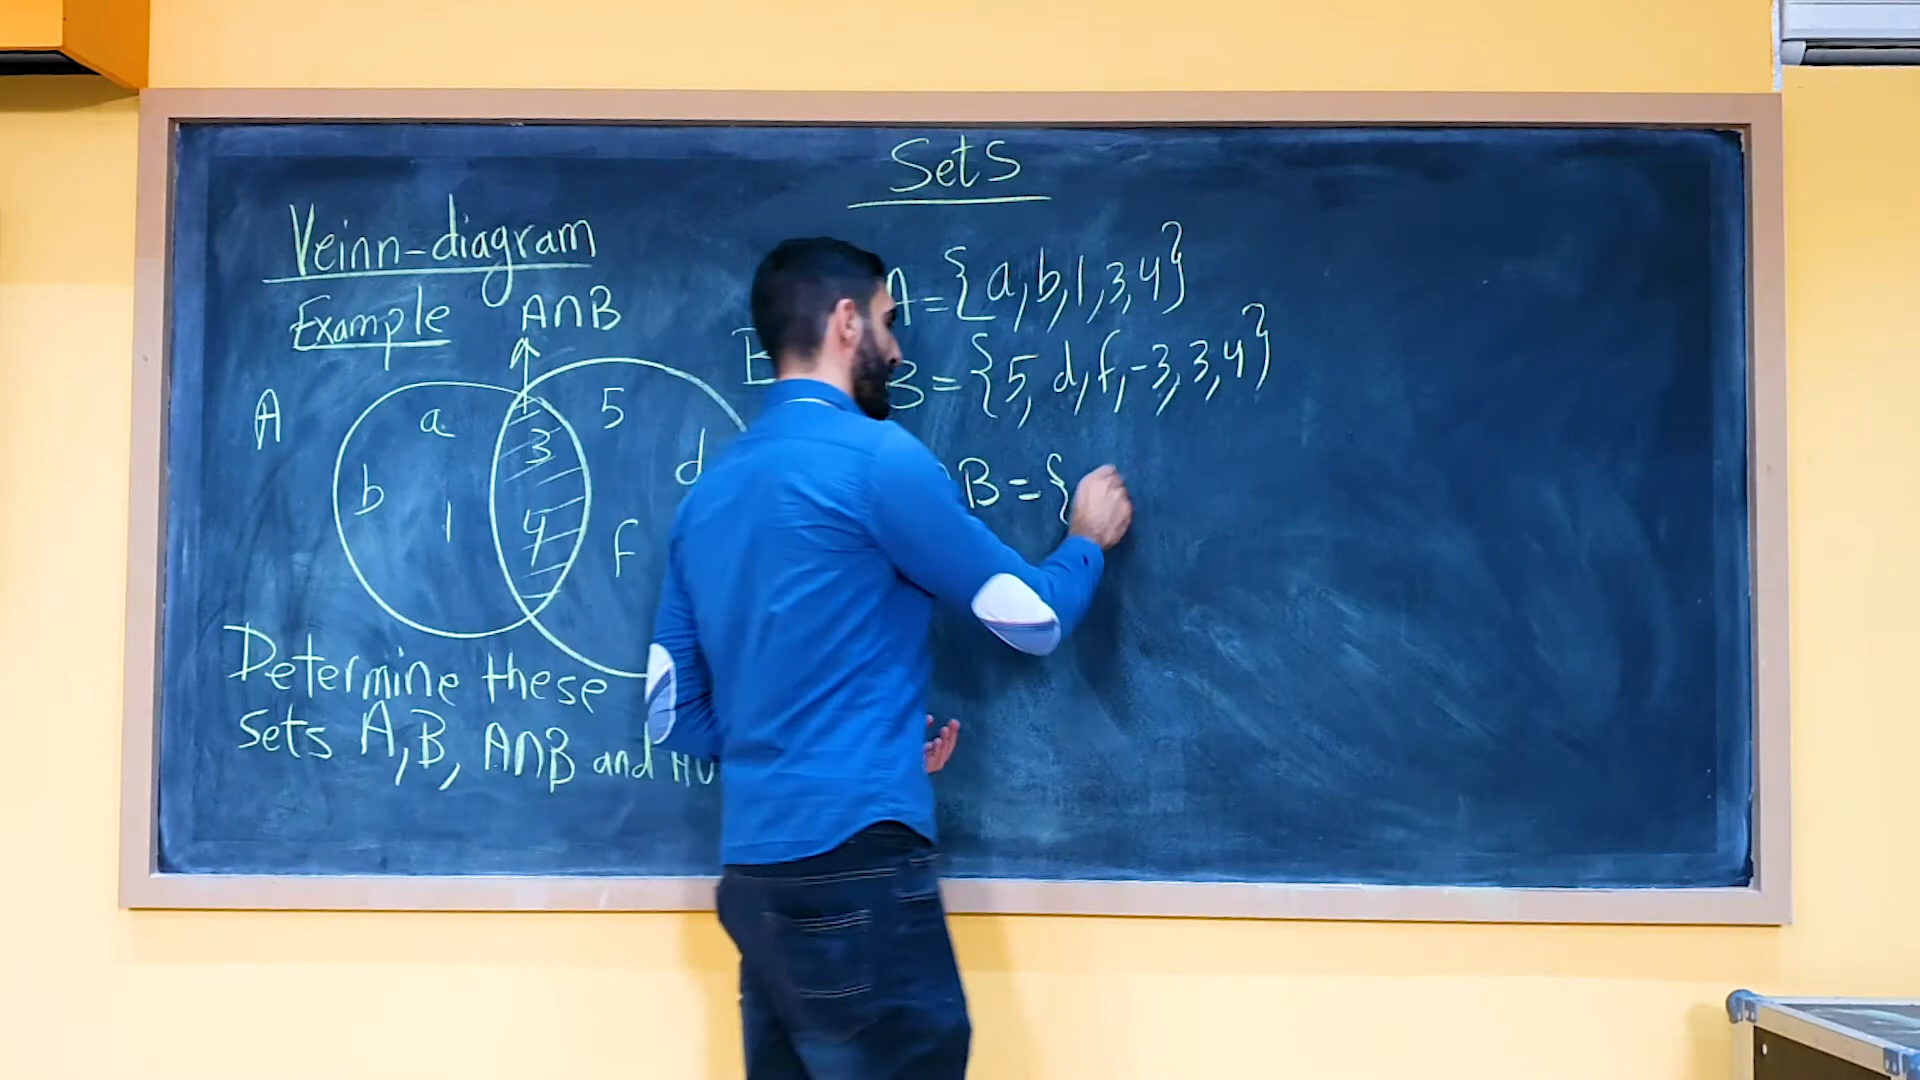 Sets
Veinn-diagram
Example
A∩B
A
a
b
1
3
4
5
d
f
A={a,b,1,3,4}
B={5,d,f,-3,3,4}
B={
Determine these
sets A,B, A∩B and